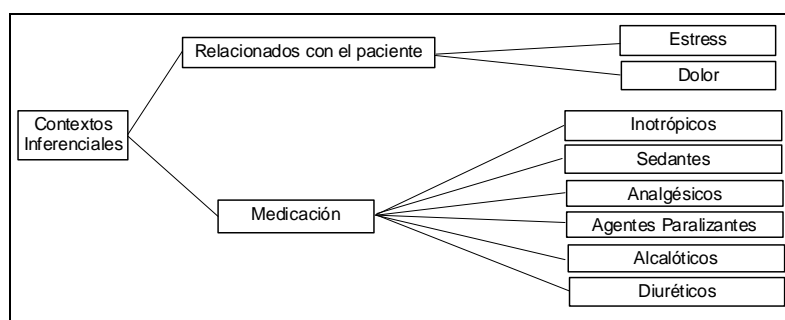 Contextos
Inferenciales
Relacionados con el paciente
Estress
Dolor
Medicación
Inotrópicos
Sedantes
Analgésicos
Agentes Paralizantes
Alcalóticos
Diuréticos